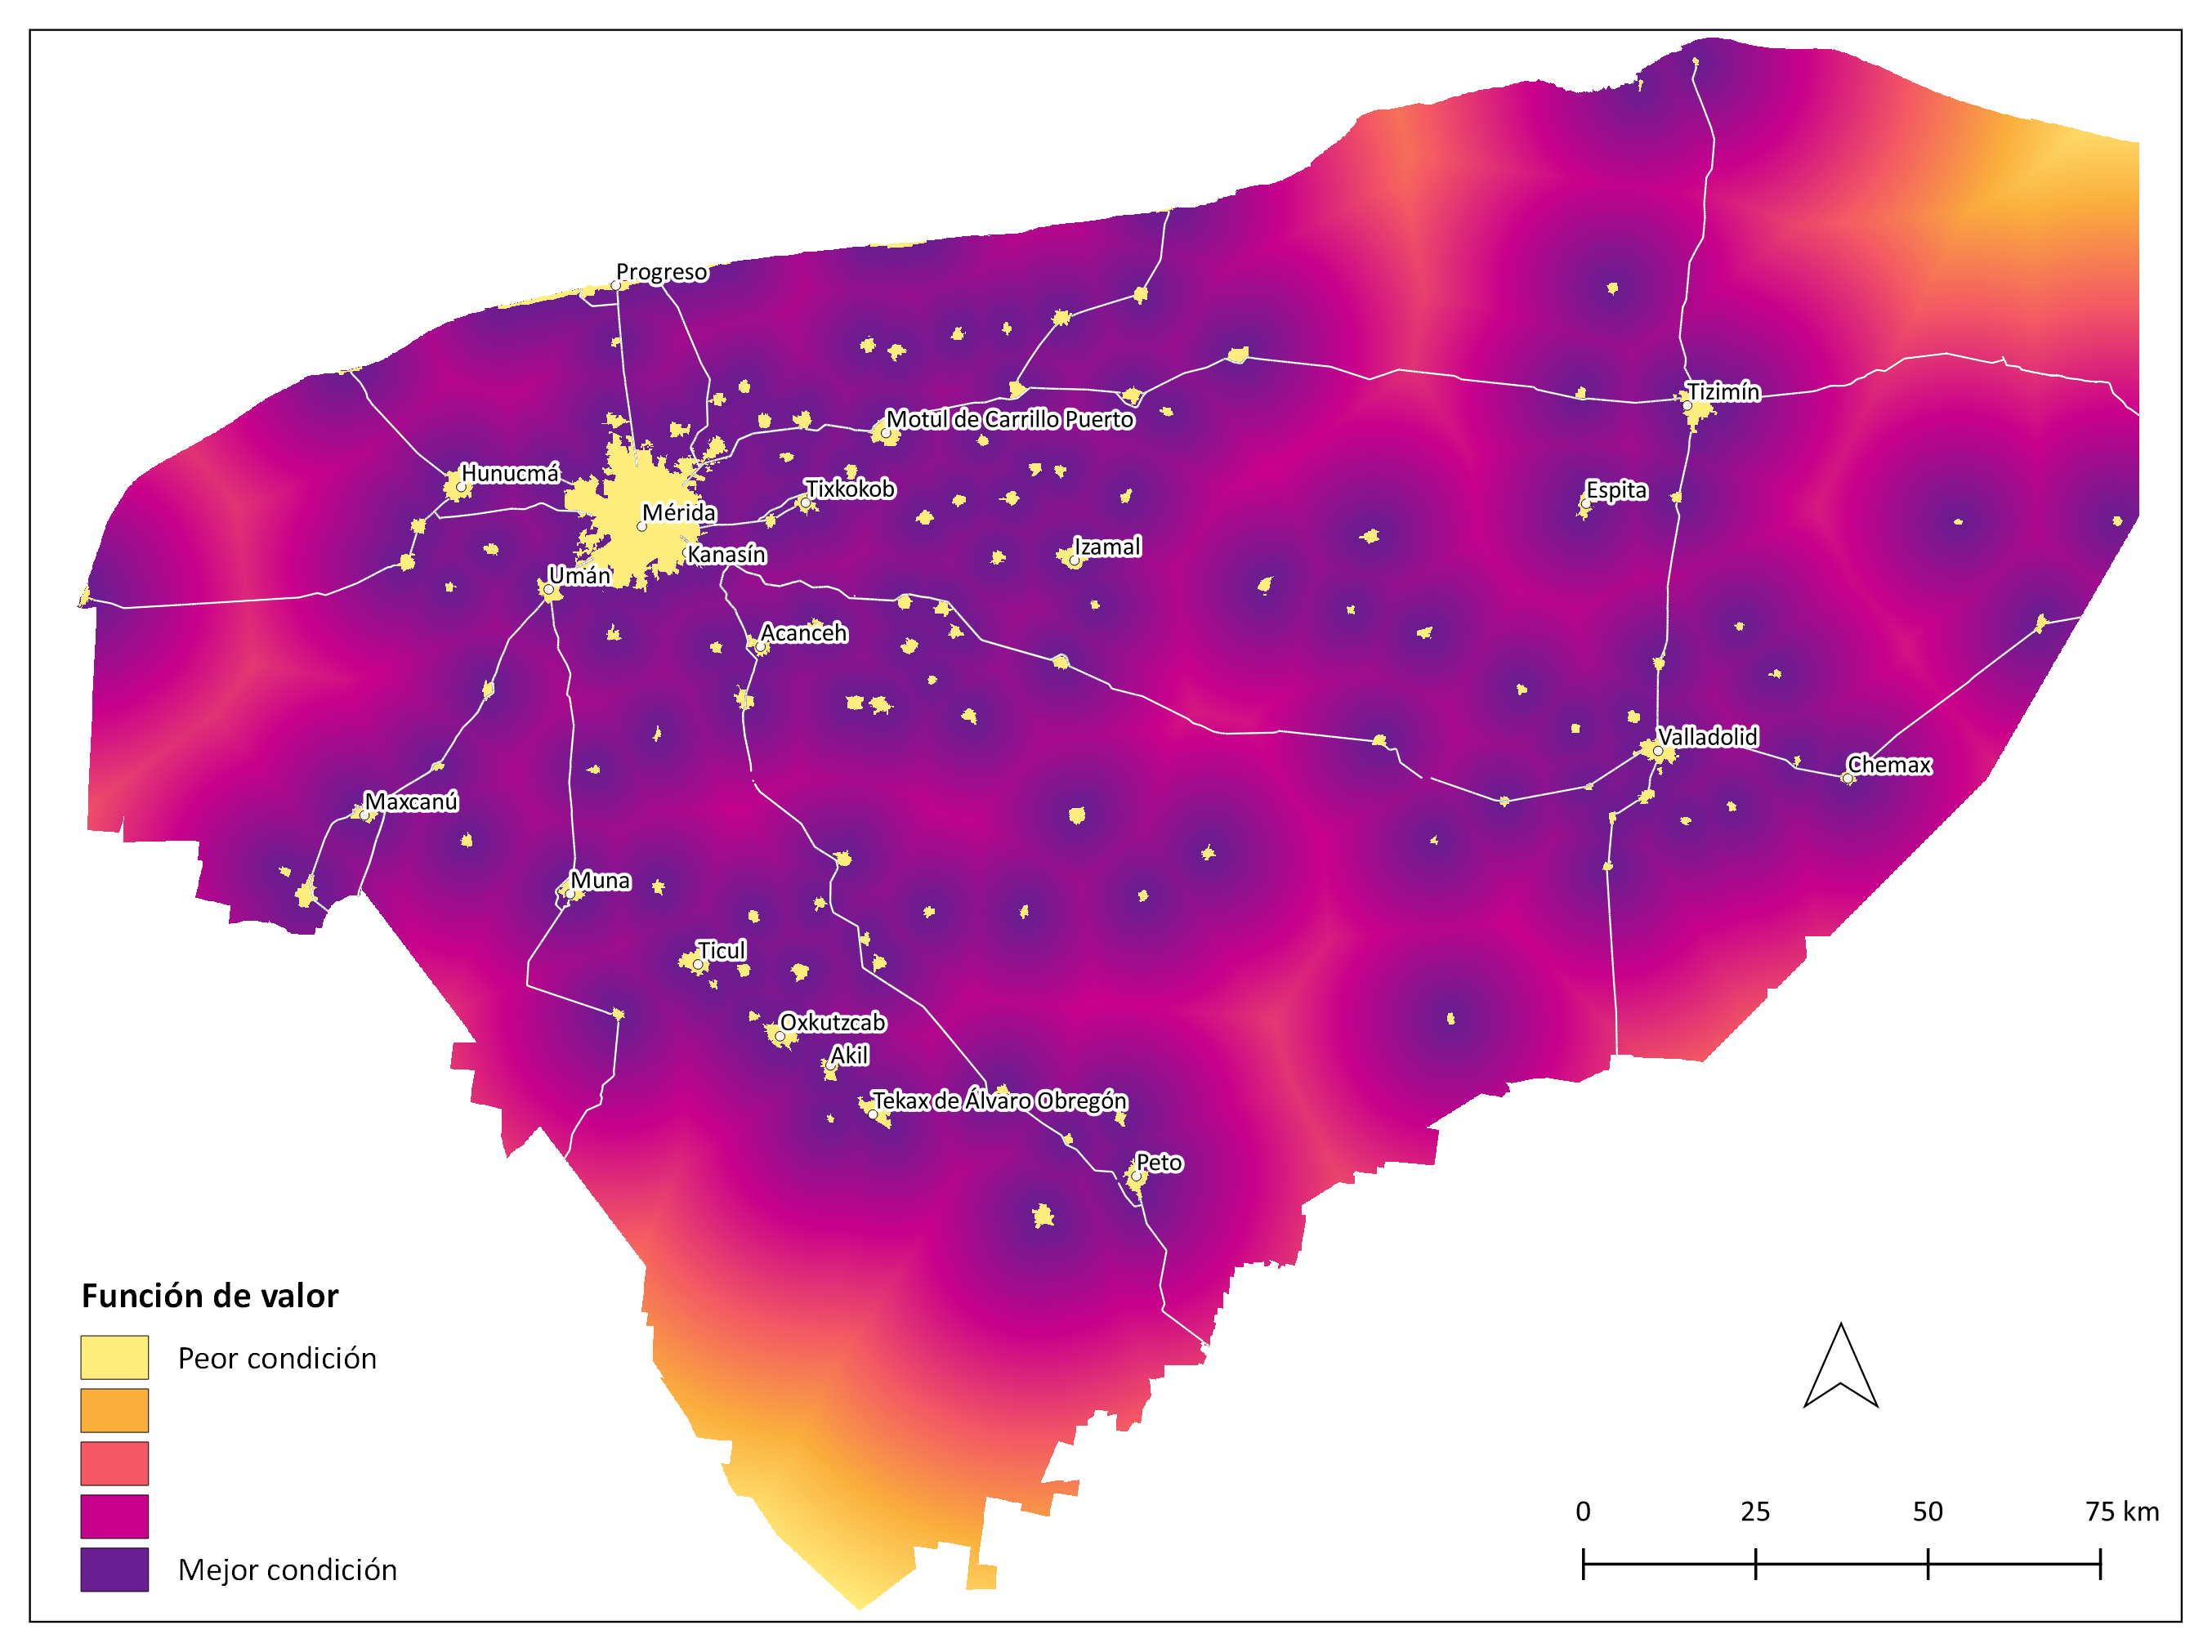 Progreso
Tizimín
Motul de Carrillo Puerto
Hunucmá
Tixkokob
Espita
Mérida
Kanasín
Izamal
Umán
Acanceh
Valladolid
Chemax
Maxcanú
Muna
Ticul
Oxkutzcab
Akil
Tekax de Álvaro Obregón
Peto
Función de valor
Peor condición
Mejor condición
0 25 50 75 km